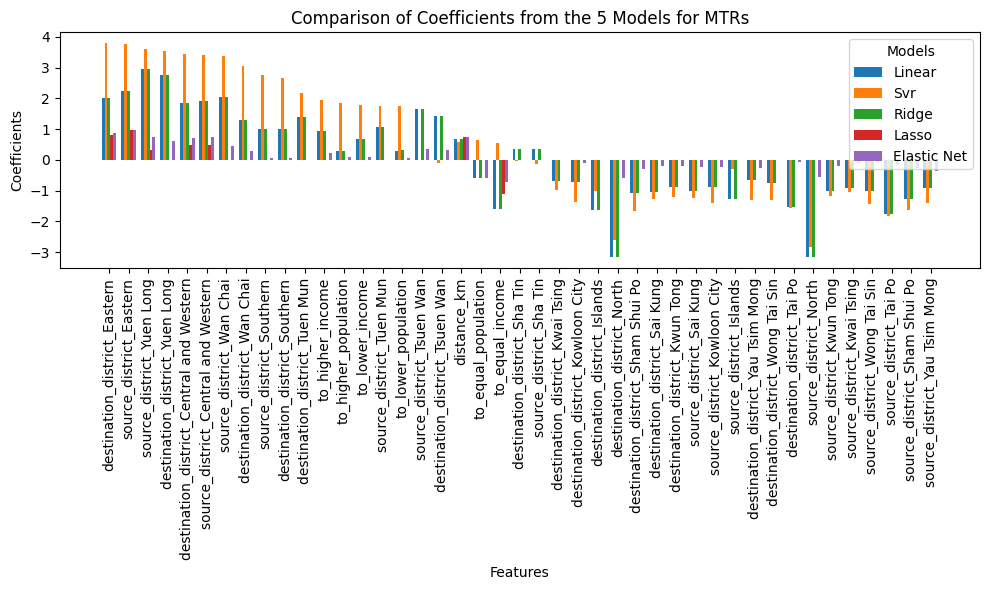 Comparison of Coefficients from the 5 Models for MTRs
Coefficients
4
3
2
1
0
−1
−2
−3
Models
Linear
Svr
Ridge
Lasso
Elastic Net
destination_district_Eastern
source_district_Eastern
source_district_Yuen Long
destination_district_Yuen Long
destination_district_Central and Western
source_district_Central and Western
source_district_Wan Chai
destination_district_Wan Chai
source_district_Southern
destination_district_Southern
destination_district_Tuen Mun
to_higher_income
to_higher_population
to_lower_income
source_district_Tuen Mun
to_lower_population
source_district_Tsuen Wan
destination_district_Tsuen Wan
distance_km
to_equal_population
to_equal_income
destination_district_Sha Tin
source_district_Sha Tin
destination_district_Kwai Tsing
destination_district_Kowloon City
destination_district_Islands
destination_district_North
destination_district_Sham Shui Po
destination_district_Sai Kung
destination_district_Kwun Tong
source_district_Sai Kung
source_district_Kowloon City
source_district_Islands
destination_district_Yau Tsim Mong
destination_district_Wong Tai Sin
destination_district_Tai Po
source_district_North
source_district_Kwun Tong
source_district_Kwai Tsing
source_district_Wong Tai Sin
source_district_Tai Po
source_district_Sham Shui Po
source_district_Yau Tsim Mong
Features